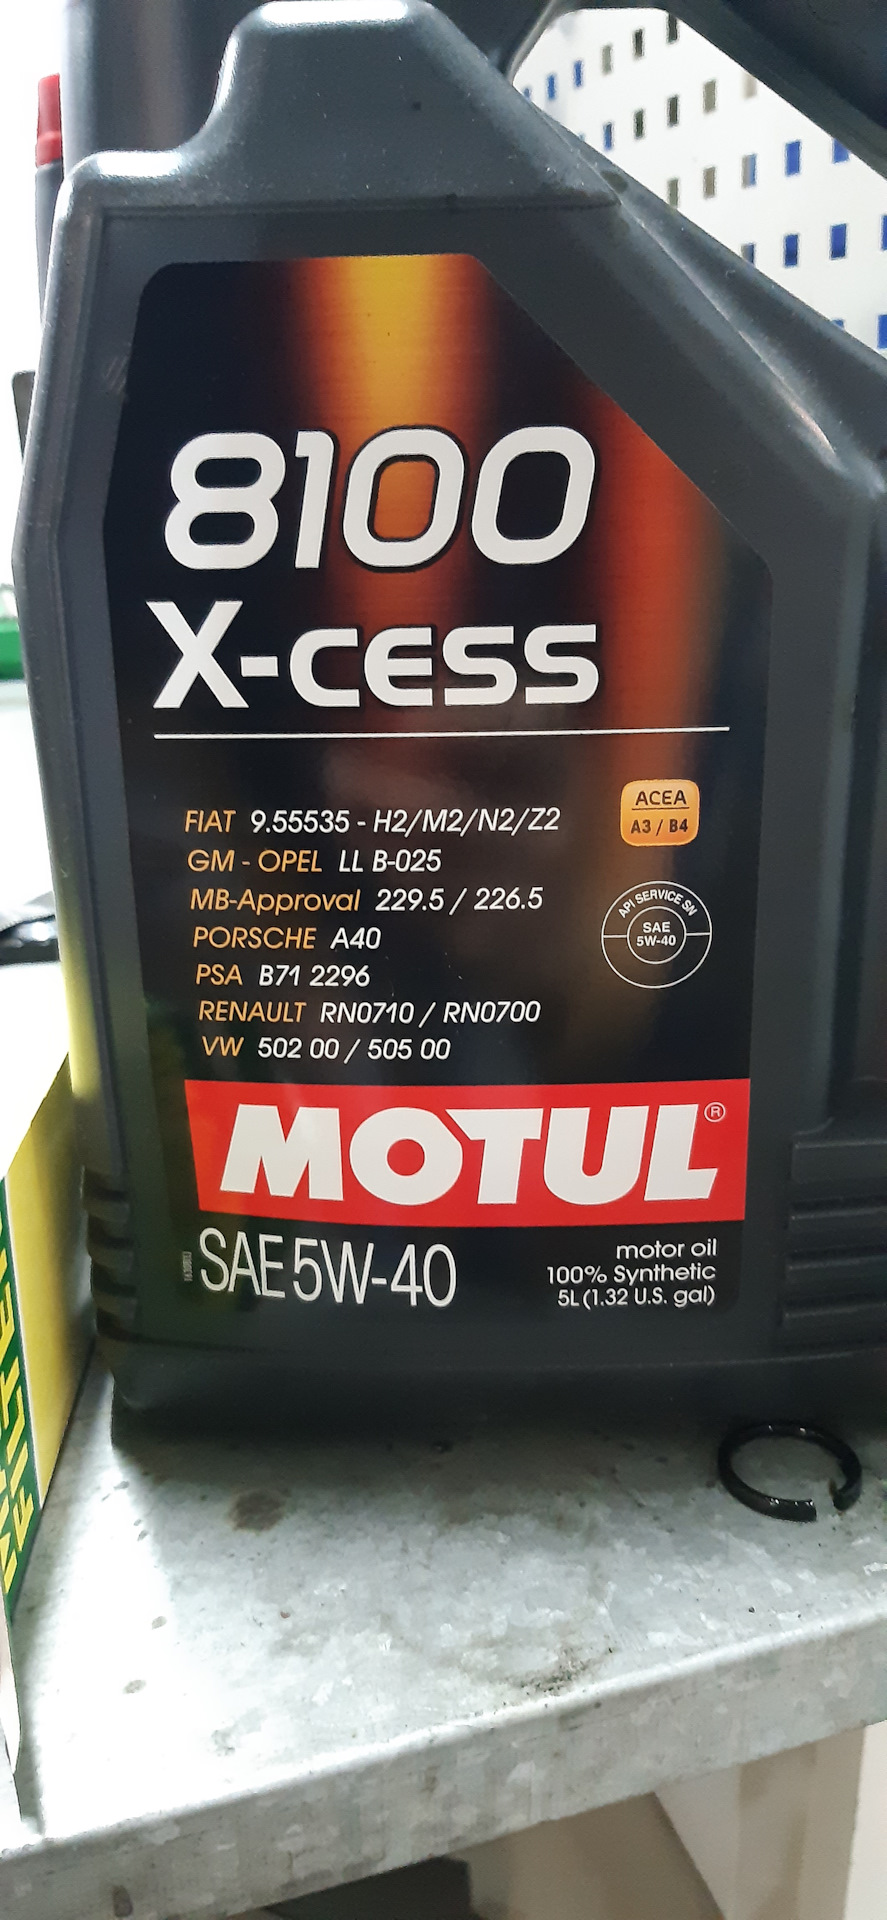 8100
X-CESS
FIAT 9.55535 - H2/M2/N2/Z2
GM - OPEL LL B-025
MB-Approval 229.5 / 226.5
PORSCHE A40
PSA B71 2296
RENAULT RN0710 / RN0700
VW 502 00 / 505 00
ACEA
A3 / B4
API SERVICE SN
SAE
5W-40
MOTUL®
SAE 5W-40
motor oil
100% Synthetic
5L (1.32 U.S. gal)
FILTER